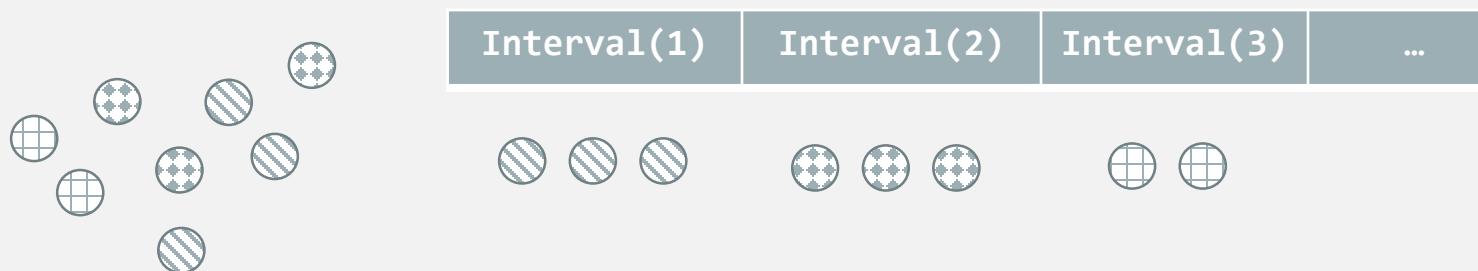 Interval(1) Interval(2) Interval(3) …